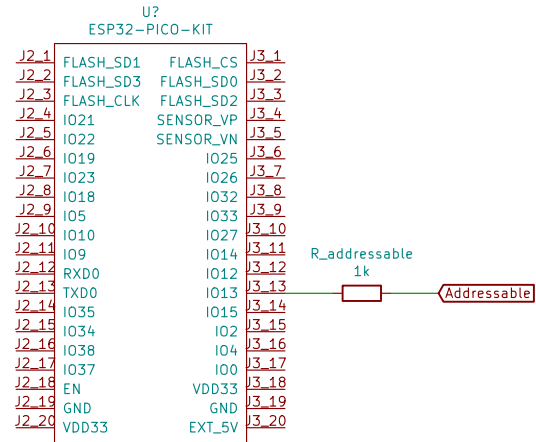 U?
ESP32-PICO-KIT
J2_1 FLASH_SD1 FLASH_CS J3_1
J2_2 FLASH_SD3 FLASH_SD0 J3_2
J2_3 FLASH_CLK FLASH_SD2 J3_3
J2_4 IO21 SENSOR_VP J3_4
J2_5 IO22 SENSOR_VN J3_5
J2_6 IO19 IO25 J3_6
J2_7 IO23 IO26 J3_7
J2_8 IO18 IO32 J3_8
J2_9 IO5 IO33 J3_9
J2_10 IO10 IO27 J3_10
J2_11 IO9 IO14 J3_11
R_addressable
J2_12 RXD0 IO12 J3_12 1k
J2_13 TXD0 IO13 J3_13 Addressable
J2_14 IO35 IO15 J3_14
J2_15 IO34 IO2 J3_15
J2_16 IO38 IO4 J3_16
J2_17 IO37 IO0 J3_17
J2_18 EN VDD33 J3_18
J2_19 GND GND J3_19
J2_20 VDD33 EXT_5V J3_20